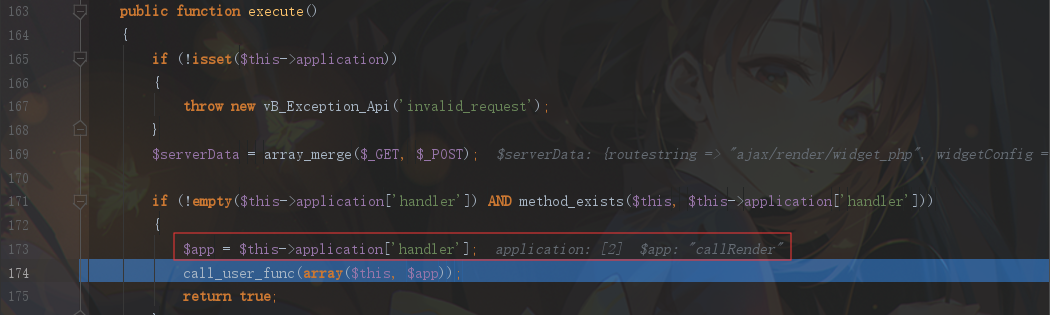 163 public function execute()
164 {
165 if (!isset($this->application))
166 {
167 throw new vB_Exception_Api('invalid_request');
168 }
169 $serverData = array_merge($_GET, $_POST); $serverData: {routestring => "ajax/render/widget_php", widgetConfig =
170
171 if (!empty($this->application['handler']) AND method_exists($this, $this->application['handler']))
172 {
173 $app = $this->application['handler']; application: [2] $app: "callRender"
174 call_user_func(array($this, $app));
175 return true;